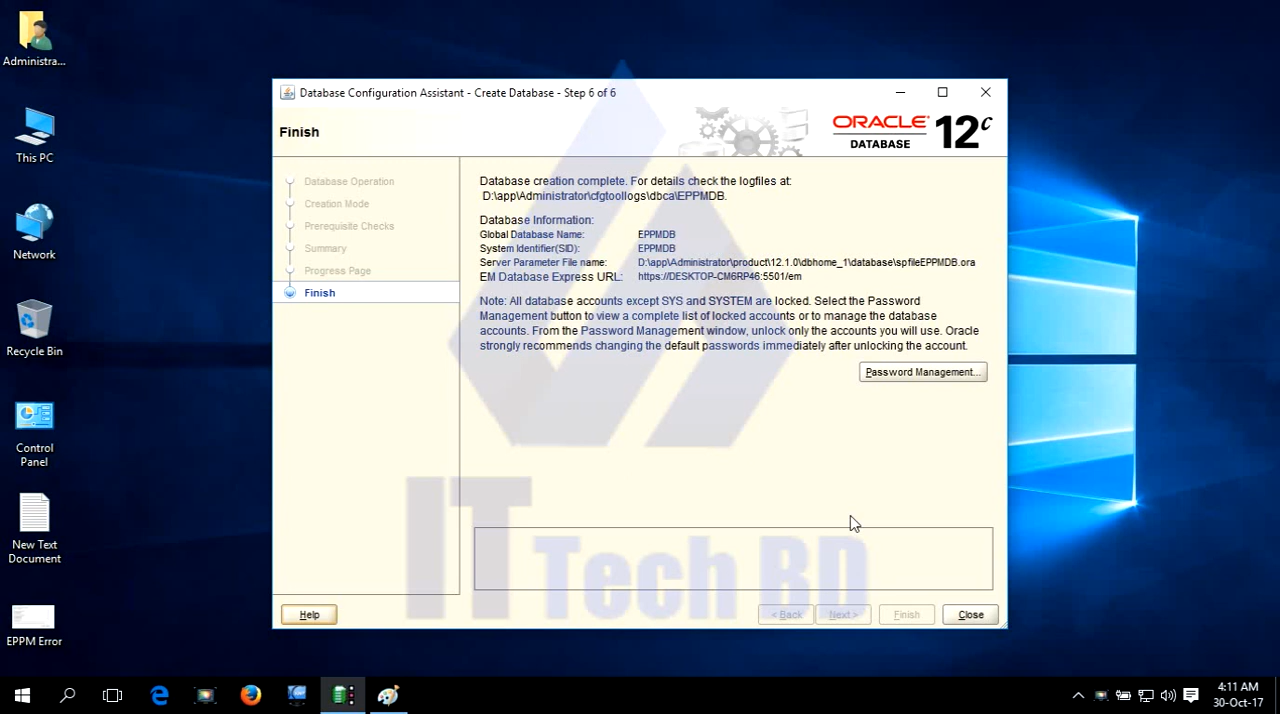 Administra...
This PC
Network
Recycle Bin
Control
Panel
New Text
Document
EPPM Error
Database Configuration Assistant - Create Database - Step 6 of 6
Finish
ORACLE
DATABASE
12c
Database Operation
Creation Mode
Prerequisite Checks
Summary
Progress Page
Finish
Database creation complete. For details check the logfiles at:
D:\app\Administrator\cfgtoollogs\dbca\EPPMDB.
Database Information:
Global Database Name: EPPMDB
System Identifier(SID): EPPMDB
Server Parameter File name: D:\app\Administrator\product\12.1.0\dbhome_1\database\spfileEPPMDB.ora
EM Database Express URL: https://DESKTOP-CM6RP46:5501/em
Note: All database accounts except SYS and SYSTEM are locked. Select the Password
Management button to view a complete list of locked accounts or to manage the database
accounts. From the Password Management window, unlock only the accounts you will use. Oracle
strongly recommends changing the default passwords immediately after unlocking the account.
Password Management...
IT Tech BD
Help
< Back
Next >
Finish
Close
4:11 AM
30-Oct-17